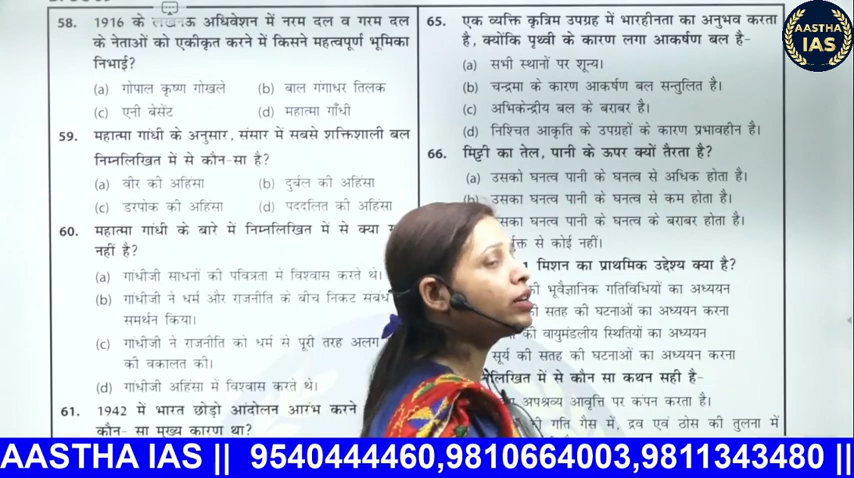 58. 1916 के लखनऊ अधिवेशन में नरम दल व गरम दल
के नेताओं को एकीकृत करने में किसने महत्वपूर्ण भूमिका
निभाई?
(a) गोपाल कृष्ण गोखले (b) बाल गंगाधर तिलक
(c) एनी बेसेंट (d) महात्मा गाँधी
59. महात्मा गांधी के अनुसार, संसार में सबसे शक्तिशाली बल
निम्नलिखित में से कौन-सा है?
(a) वीर की अहिंसा (b) दुर्बल की अहिंसा
(c) डरपोक की अहिंसा (d) पददलित की अहिंसा
60. महात्मा गांधी के बारे में निम्नलिखित में से क्या
नहीं है?
(a) गांधीजी साधनों की पवित्रता में विश्वास करते थे।
(b) गांधीजी ने धर्म और राजनीति के बीच निकट संबंध
समर्थन किया।
(c) गांधीजी ने राजनीति को धर्म से पूरी तरह अलग
की वकालत की।
(d) गांधीजी अहिंसा में विश्वास करते थे।
61. 1942 में भारत छोड़ो आंदोलन आरंभ करने
कौन- सा मुख्य कारण था?
65. एक व्यक्ति कृत्रिम उपग्रह में भारहीनता का अनुभव करता
है, क्योंकि पृथ्वी के कारण लगा आकर्षण बल है-
(a) सभी स्थानों पर शून्य।
(b) चन्द्रमा के कारण आकर्षण बल सन्तुलित है।
(c) अभिकेन्द्रीय बल के बराबर है।
(d) निश्चित आकृति के उपग्रहों के कारण प्रभावहीन है।
66. मिट्टी का तेल, पानी के ऊपर क्यों तैरता है?
(a) उसको घनत्व पानी के घनत्व से अधिक होता है।
(b) उसका घनत्व पानी के घनत्व से कम होता है।
घनत्व पानी के घनत्व के बराबर होता है।
से कोई नहीं।
मिशन का प्राथमिक उद्देश्य क्या है?
की भूवैज्ञानिक गतिविधियों का अध्ययन
सतह की घटनाओं का अध्ययन करना
की वायुमंडलीय स्थितियों का अध्ययन
सूर्य की सतह की घटनाओं का अध्ययन करना
में से कौन सा कथन सही है-
अपश्रव्य आवृत्ति पर कंपन करता है।
की गति गैस में, द्रव एवं ठोस की तुलना में
AASTHA
IAS
AASTHA IAS || 9540444460,9810664003,9811343480 ||